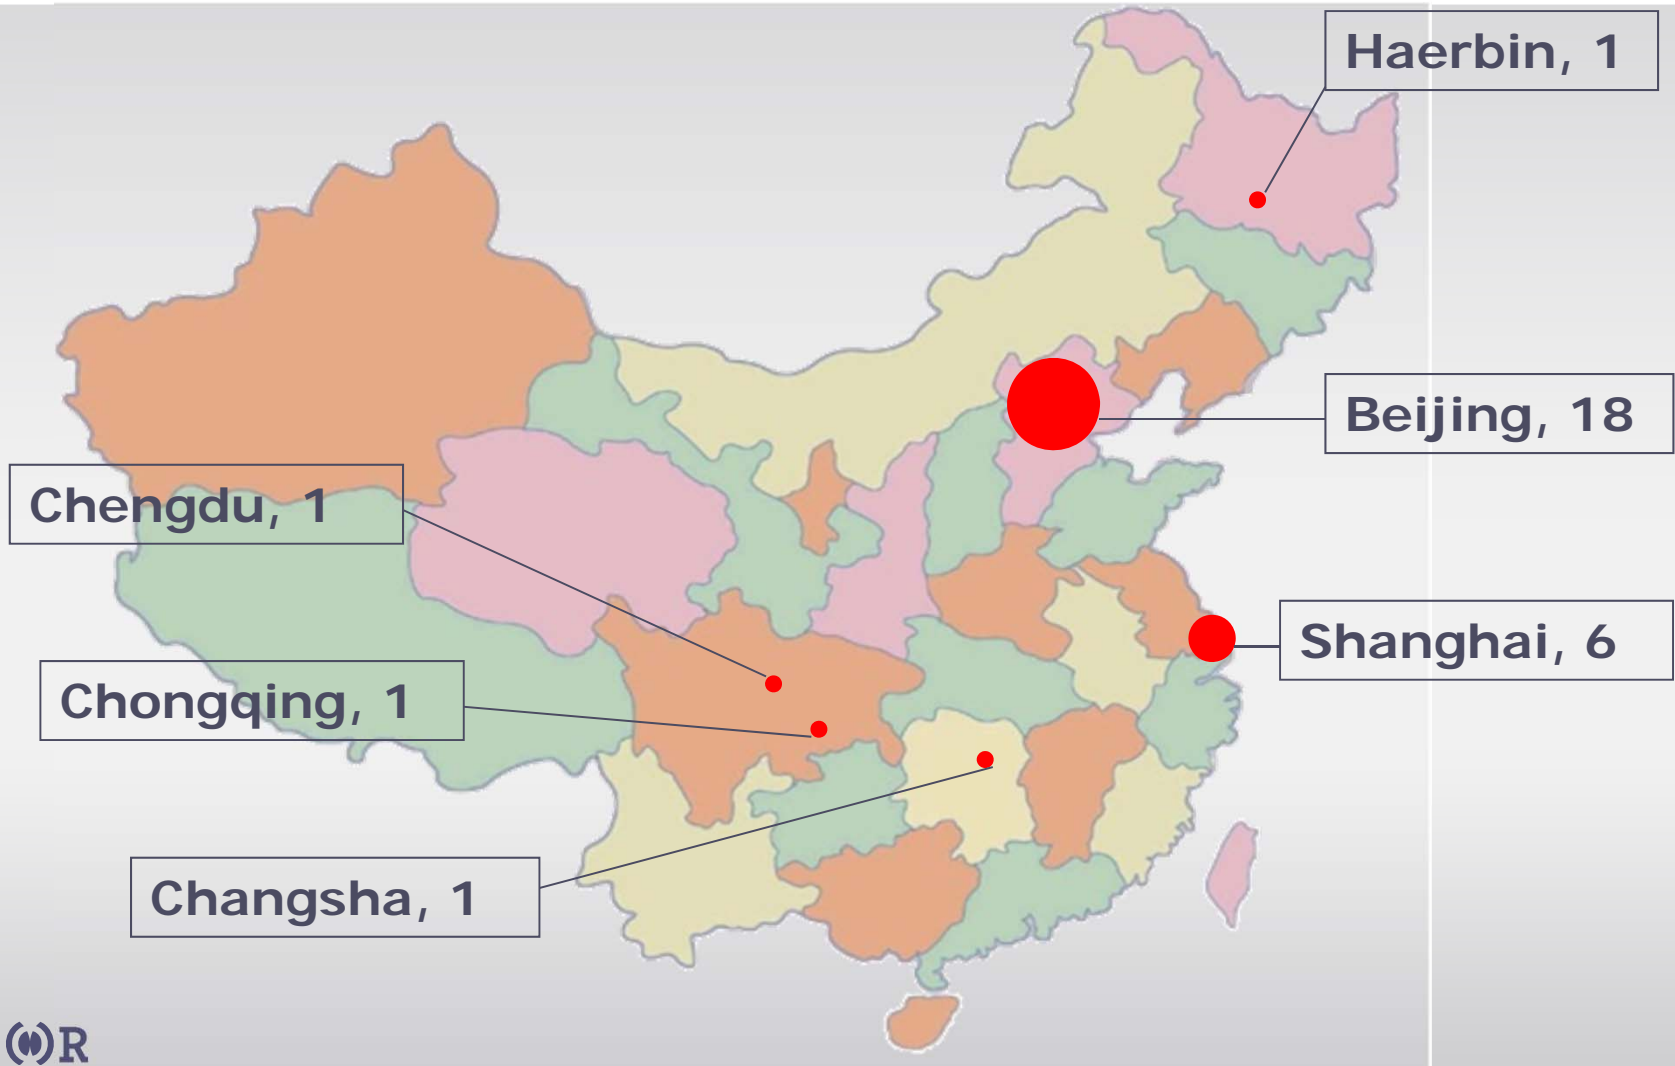 Haerbin, 1
Beijing, 18
Chengdu, 1
Shanghai, 6
Chongqing, 1
Changsha, 1
R